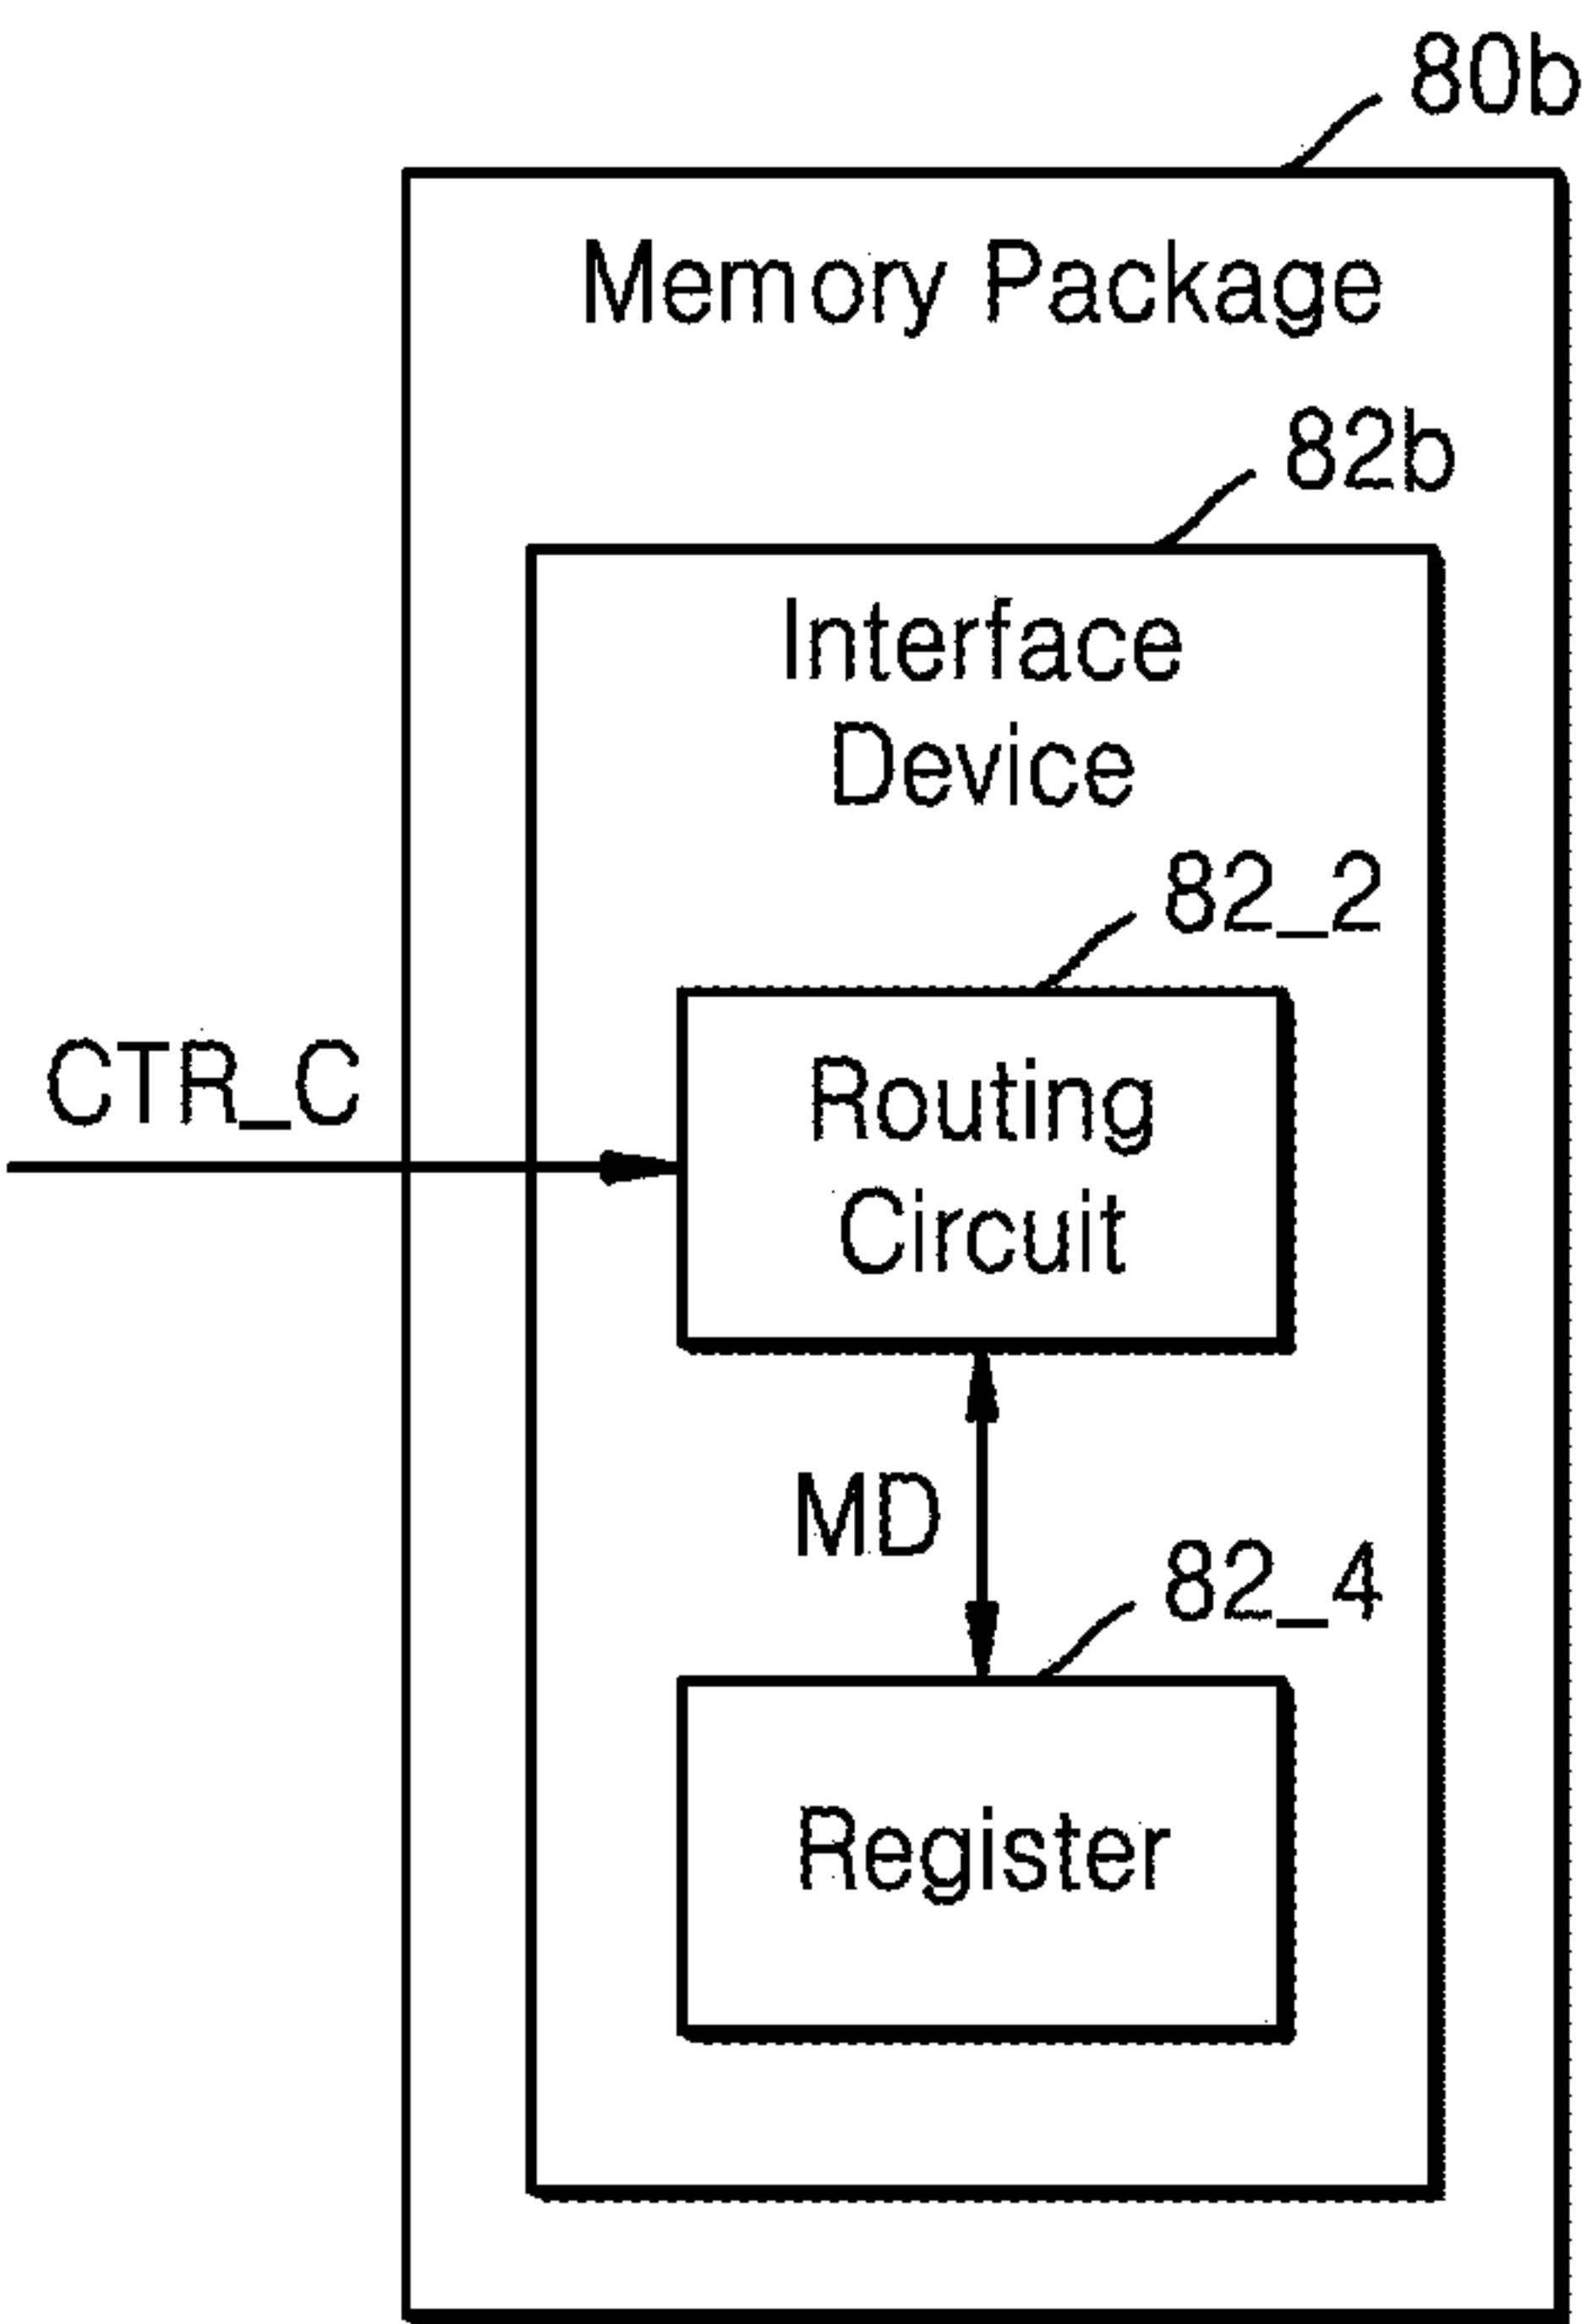 80b
Memory Package
82b
Interface
Device
82_2
CTR_C
Routing
Circuit
MD
82_4
Register